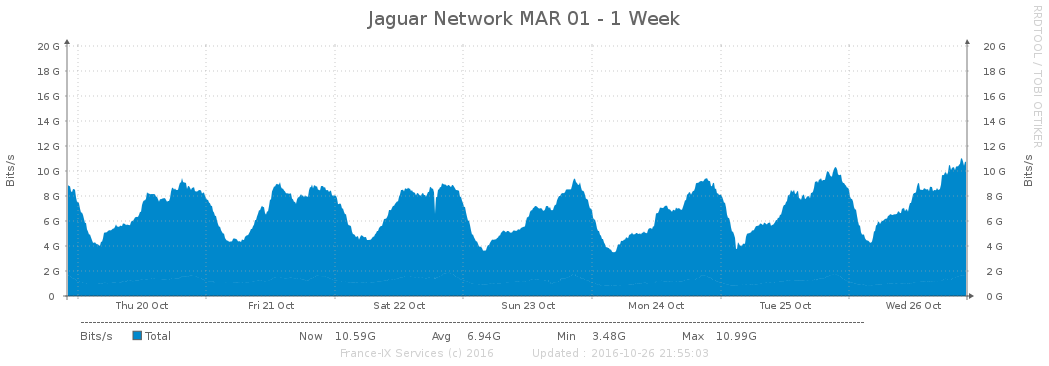 Jaguar Network MAR 01 - 1 Week
RRDTOOL / TOBI OETIKER
Bits/s
20 G
18 G
16 G
14 G
12 G
10 G
8 G
6 G
4 G
2 G
0
20 G
18 G
16 G
14 G
12 G
10 G
8 G
6 G
4 G
2 G
0 G
Bits/s
Thu 20 Oct Fri 21 Oct Sat 22 Oct Sun 23 Oct Mon 24 Oct Tue 25 Oct Wed 26 Oct
Bits/s Total Now 10.59G Avg 6.94G Min 3.48G Max 10.99G
France-IX Services (c) 2016 Updated : 2016-10-26 21:55:03